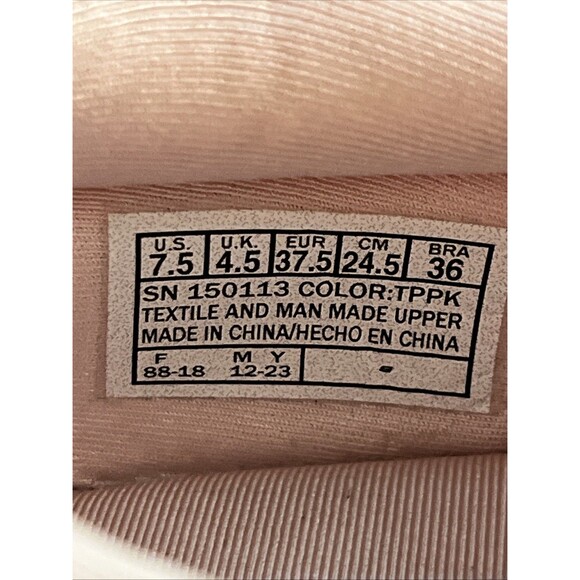 U.S. U.K. EUR CM BRA
7.5 4.5 37.5 24.5 36
SN 150113 COLOR:TPPK
TEXTILE AND MAN MADE UPPER
MADE IN CHINA/HECHO EN CHINA
F M Y
88-18 12-23 -